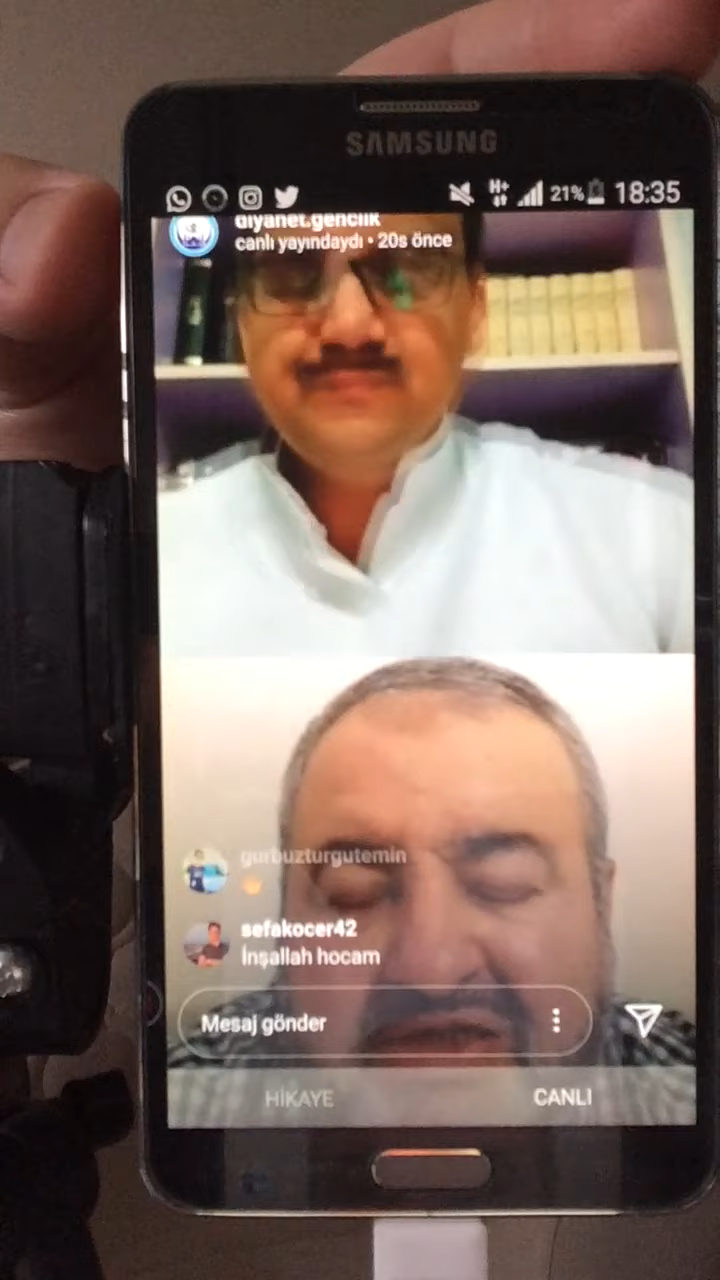 SAMSUNG
H+ 21% 18:35
diyanet.genclik
canlı yayındaydı • 20s önce
gurbuzturgutemin
sefakocer42
İnşallah hocam
Mesaj gönder
HİKAYE CANLI